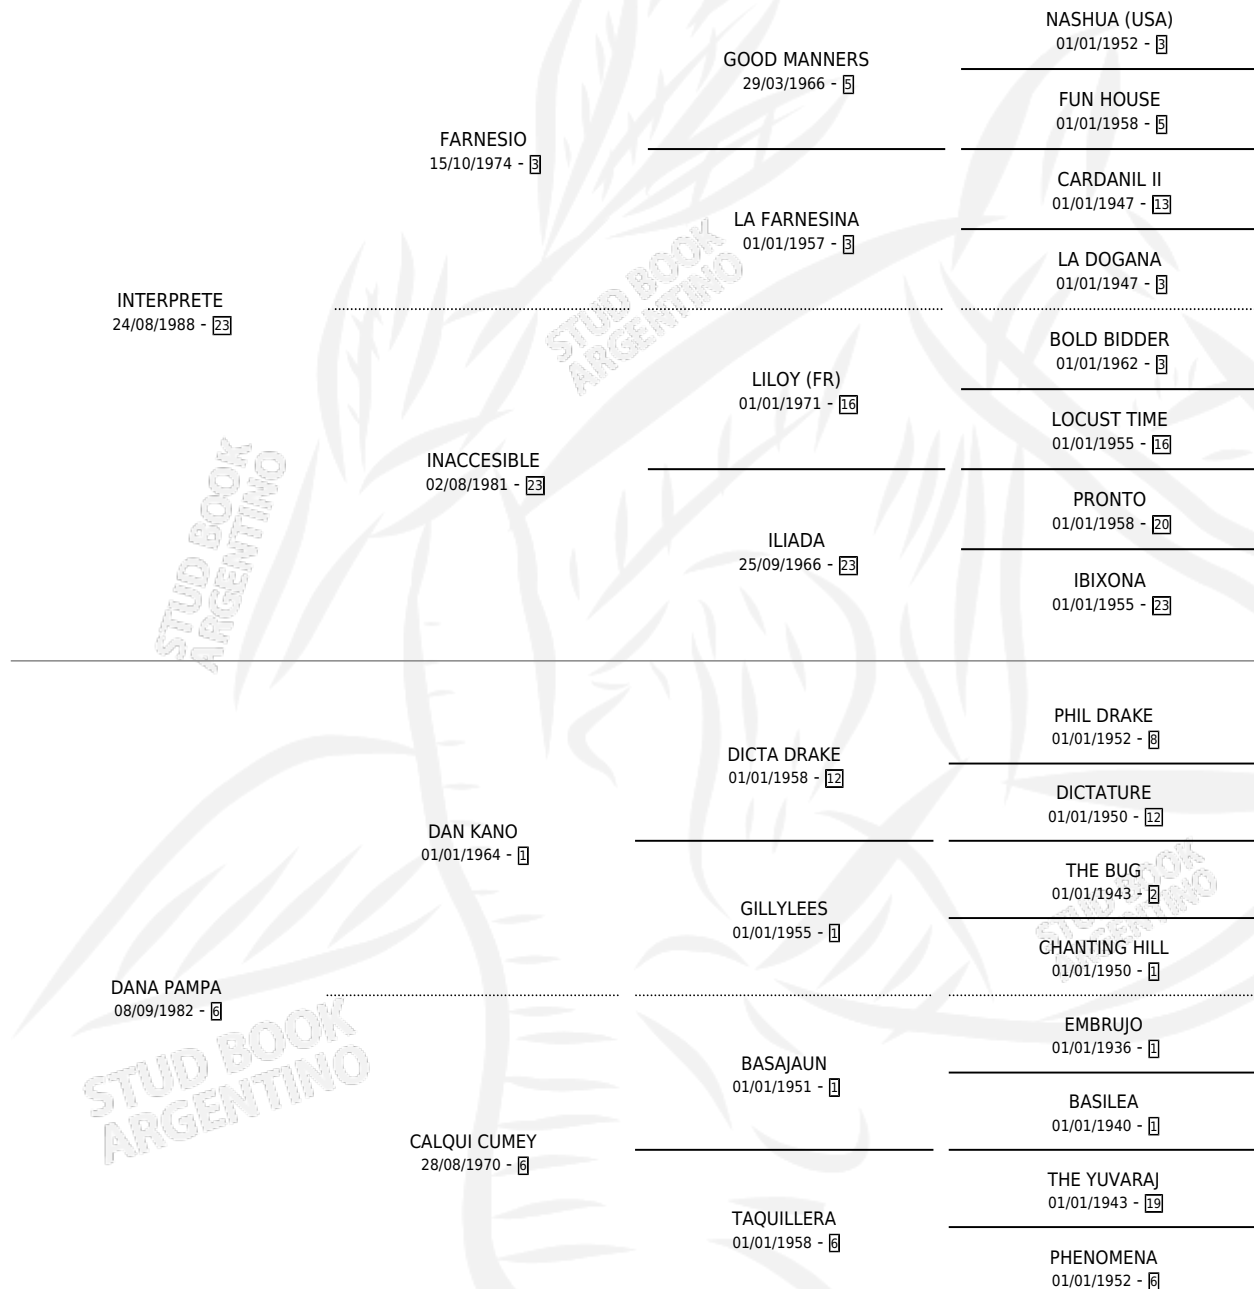 NASHUA (USA)
01/01/1952 - 3
GOOD MANNERS
29/03/1966 - 5
FUN HOUSE
01/01/1958 - 5
FARNESIO
15/10/1974 - 3
CARDANIL II
01/01/1947 - 13
LA FARNESINA
01/01/1957 - 3
LA DOGANA
01/01/1947 - 3
INTERPRETE
24/08/1988 - 23
BOLD BIDDER
01/01/1962 - 3
LILOY (FR)
01/01/1971 - 16
LOCUST TIME
01/01/1955 - 16
INACCESIBLE
02/08/1981 - 23
PRONTO
01/01/1958 - 20
ILIADA
25/09/1966 - 23
IBIXONA
01/01/1955 - 23
PHIL DRAKE
01/01/1952 - 8
DICTA DRAKE
01/01/1958 - 12
DICTATURE
01/01/1950 - 12
DAN KANO
01/01/1964 - 1
THE BUG
01/01/1943 - 2
GILLYLEES
01/01/1955 - 1
CHANTING HILL
01/01/1950 - 1
DANA PAMPA
08/09/1982 - 6
EMBRUJO
01/01/1936 - 1
BASAJAUN
01/01/1951 - 1
BASILEA
01/01/1940 - 1
CALQUI CUMEY
28/08/1970 - 6
THE YUVARAJ
01/01/1943 - 19
TAQUILLERA
01/01/1958 - 6
PHENOMENA
01/01/1952 - 6
STUD BOOK
ARGENTINO
STUD BOOK
ARGENTINO
STUD BOOK
ARGENTINO
STUD BOOK
ARGENTINO